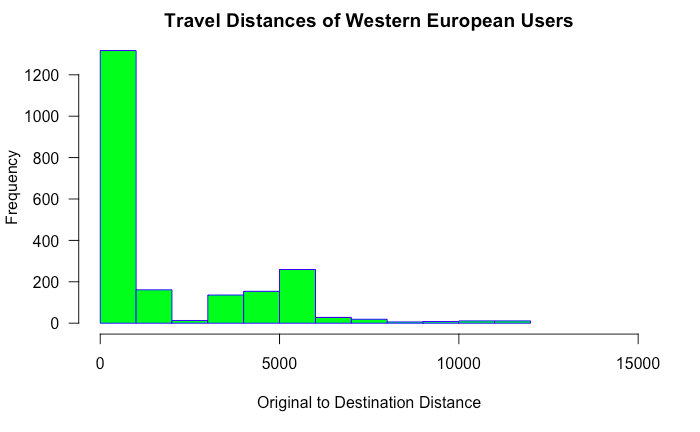 Travel Distances of Western European Users
Frequency
1200
1000
800
600
400
200
0
0 5000 10000 15000
Original to Destination Distance